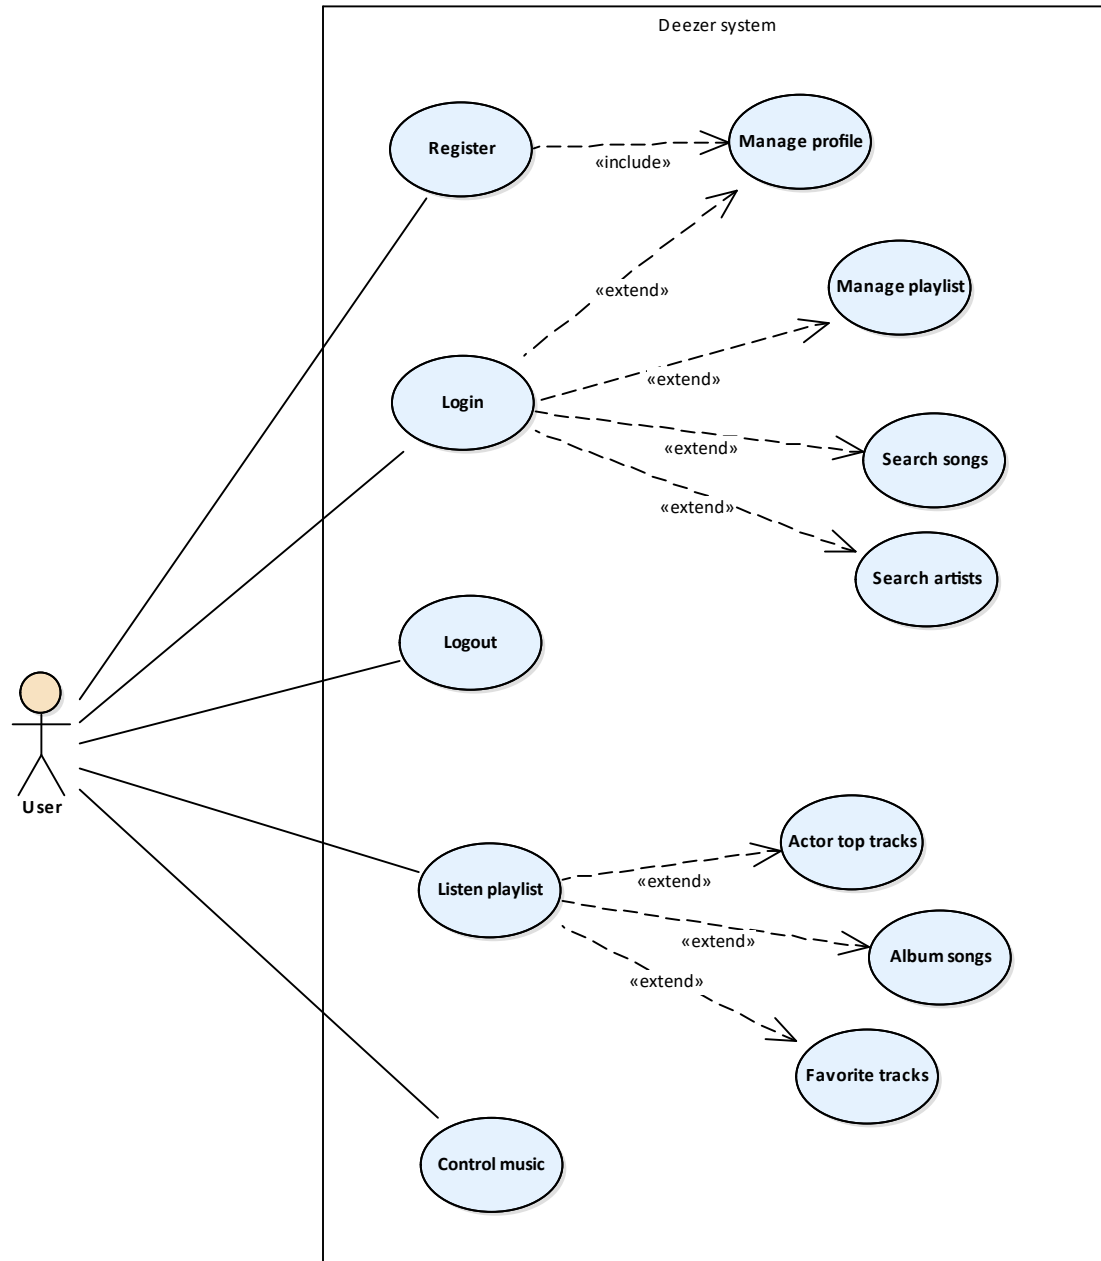 Deezer system
Register
«include»
Manage profile
«extend»
Manage playlist
Login
«extend»
«extend»
Search songs
«extend»
Search artists
Logout
User
Actor top tracks
Listen playlist
«extend»
«extend»
Album songs
«extend»
Favorite tracks
Control music